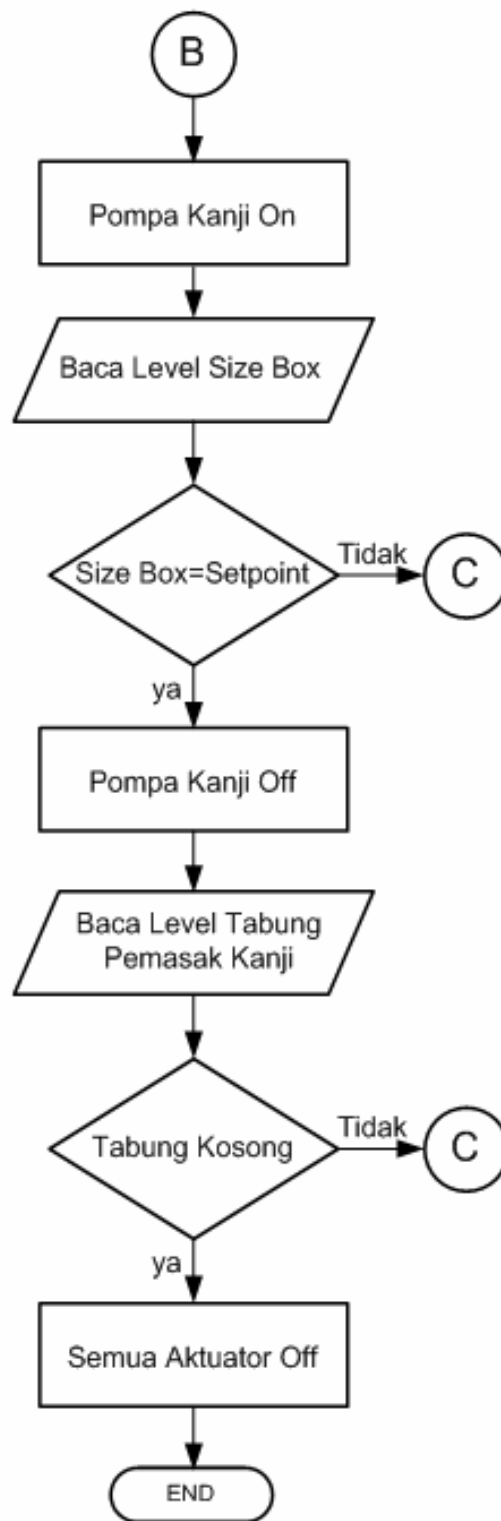 B
Pompa Kanji On
Baca Level Size Box
Size Box=Setpoint
Tidak
C
ya
Pompa Kanji Off
Baca Level Tabung
Pemasak Kanji
Tabung Kosong
Tidak
C
ya
Semua Aktuator Off
END